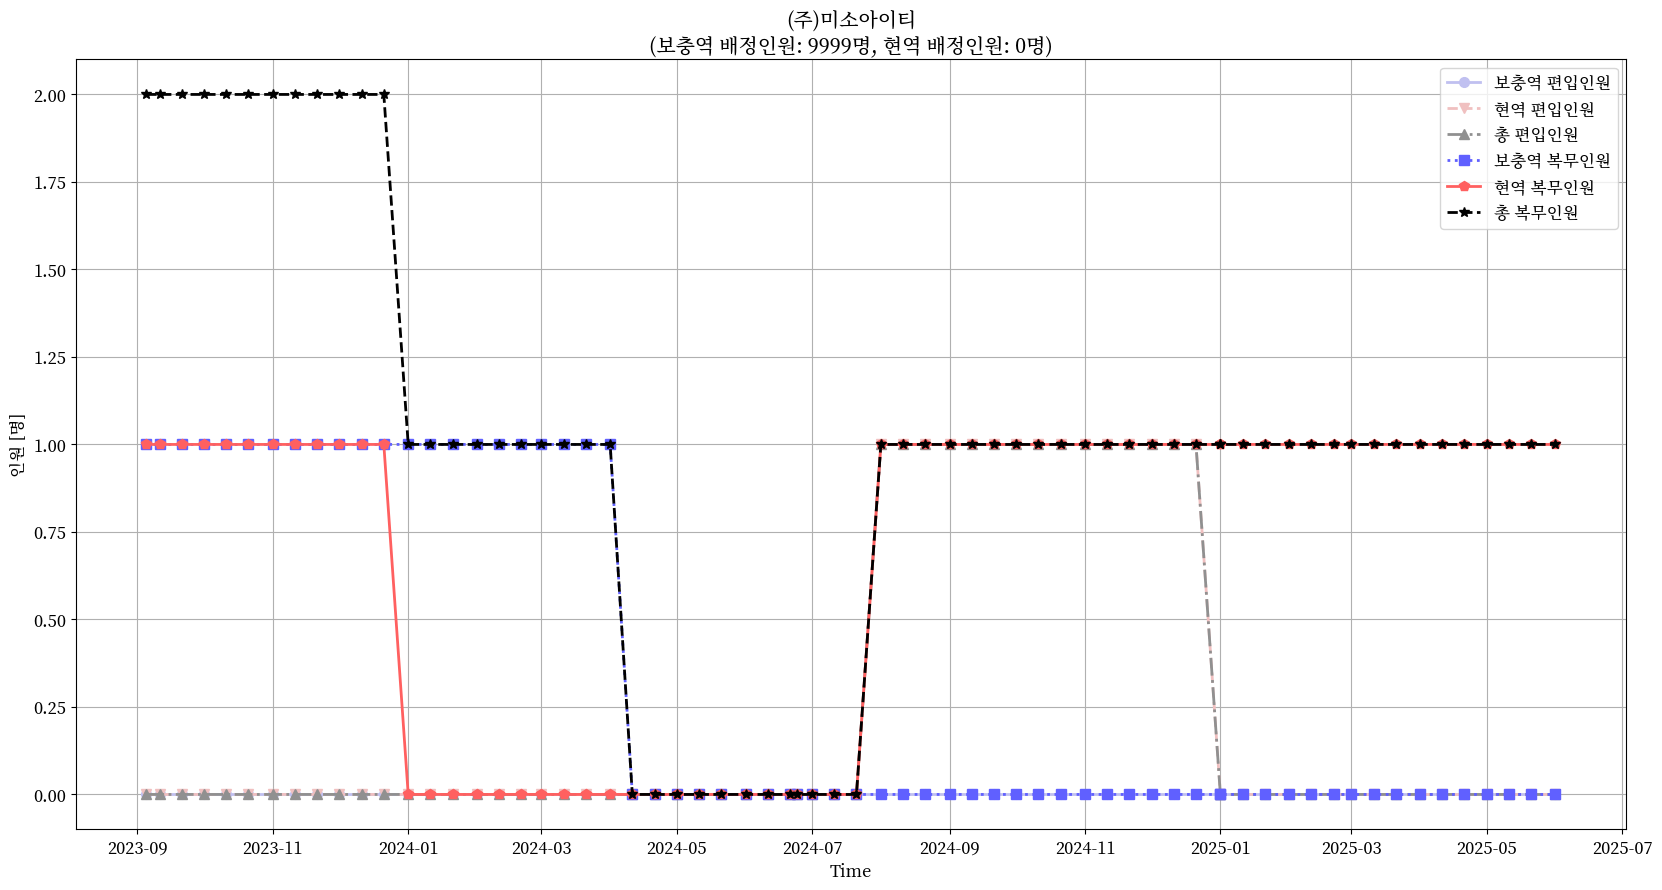 (주)미소아이티
(보충역 배정인원: 9999명, 현역 배정인원: 0명)
보충역 편입인원
현역 편입인원
총 편입인원
보충역 복무인원
현역 복무인원
총 복무인원
인원 [명]
2.00
1.75
1.50
1.25
1.00
0.75
0.50
0.25
0.00
2023-09 2023-11 2024-01 2024-03 2024-05 2024-07 2024-09 2024-11 2025-01 2025-03 2025-05 2025-07
Time